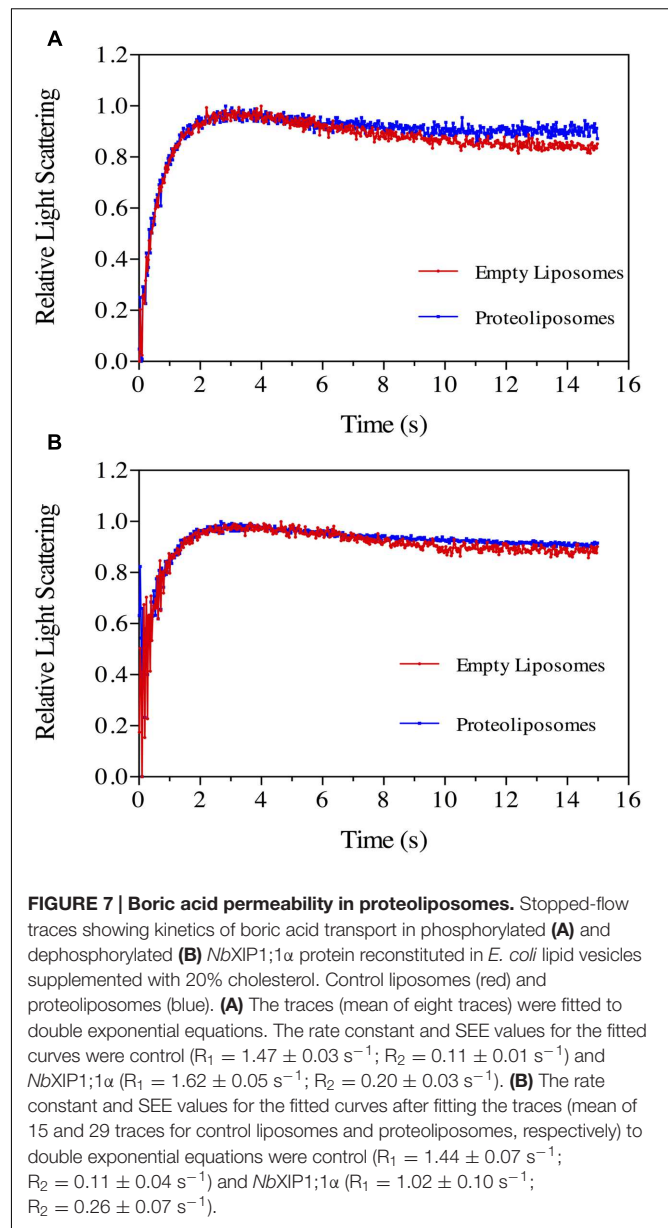 A
1.2
1.0
0.8
0.6
0.4
0.2
0.0
Relative Light Scattering
Empty Liposomes
Proteoliposomes
0 2 4 6 8 10 12 14 16
Time (s)
B
1.2
1.0
0.8
0.6
0.4
0.2
0.0
Relative Light Scattering
Empty Liposomes
Proteoliposomes
0 2 4 6 8 10 12 14 16
Time (s)
FIGURE 7 | Boric acid permeability in proteoliposomes. Stopped-flow
traces showing kinetics of boric acid transport in phosphorylated (A) and
dephosphorylated (B) NbXIP1;1α protein reconstituted in E. coli lipid vesicles
supplemented with 20% cholesterol. Control liposomes (red) and
proteoliposomes (blue). (A) The traces (mean of eight traces) were fitted to
double exponential equations. The rate constant and SEE values for the fitted
curves were control (R₁ = 1.47 ± 0.03 s⁻¹; R₂ = 0.11 ± 0.01 s⁻¹) and
NbXIP1;1α (R₁ = 1.62 ± 0.05 s⁻¹; R₂ = 0.20 ± 0.03 s⁻¹). (B) The rate
constant and SEE values for the fitted curves after fitting the traces (mean of
15 and 29 traces for control liposomes and proteoliposomes, respectively) to
double exponential equations were control (R₁ = 1.44 ± 0.07 s⁻¹;
R₂ = 0.11 ± 0.04 s⁻¹) and NbXIP1;1α (R₁ = 1.02 ± 0.10 s⁻¹;
R₂ = 0.26 ± 0.07 s⁻¹).